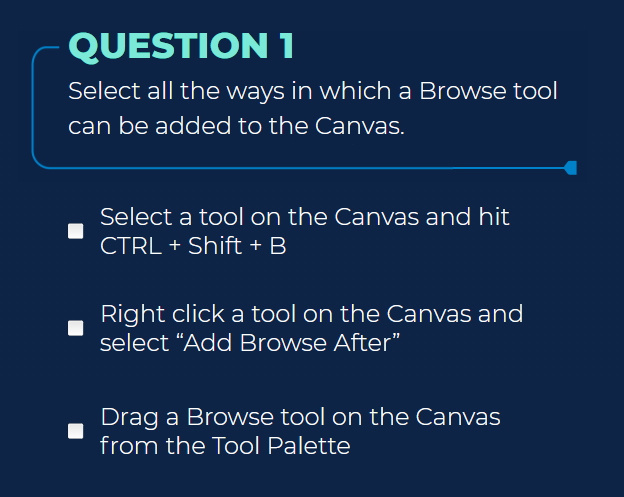 QUESTION 1
Select all the ways in which a Browse tool
can be added to the Canvas.
Select a tool on the Canvas and hit
CTRL + Shift + B
Right click a tool on the Canvas and
select “Add Browse After”
Drag a Browse tool on the Canvas
from the Tool Palette